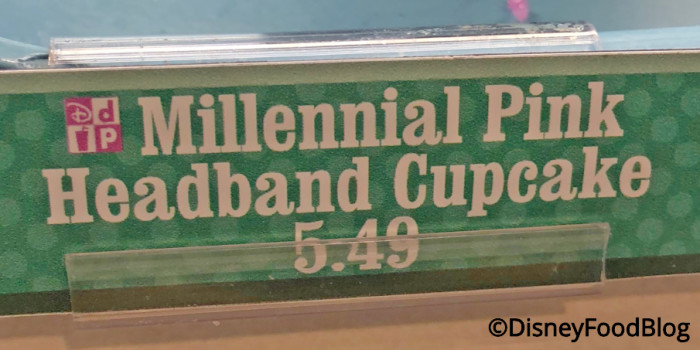 DdP Millennial Pink
Headband Cupcake
5.49
©DisneyFoodBlog